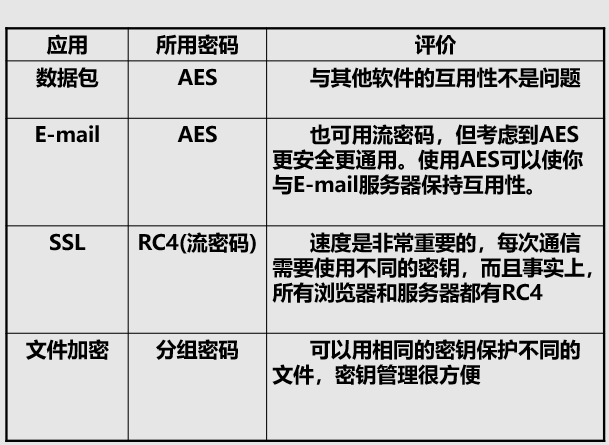 应用 所用密码 评价
数据包 AES 与其他软件的互用性不是问题
E-mail AES 也可用流密码，但考虑到AES
更安全更通用。使用AES可以使你
与E-mail服务器保持互用性。
SSL RC4(流密码) 速度是非常重要的，每次通信
需要使用不同的密钥，而且事实上，
所有浏览器和服务器都有RC4
文件加密 分组密码 可以用相同的密钥保护不同的
文件，密钥管理很方便